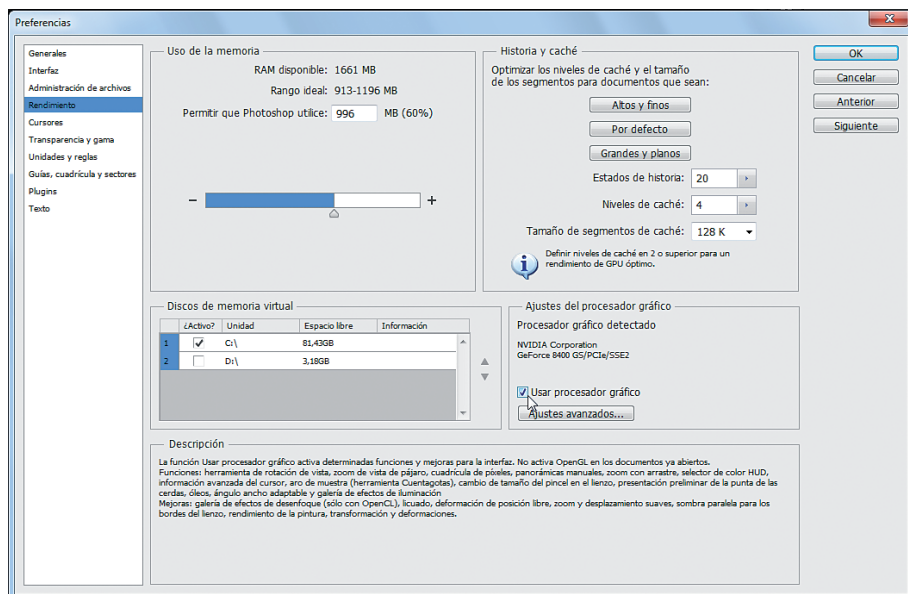 Preferencias
Generales
Interfaz
Administración de archivos
Rendimiento
Cursores
Transparencia y gama
Unidades y reglas
Guías, cuadrícula y sectores
Plugins
Texto
Uso de la memoria
RAM disponible: 1661 MB
Rango ideal: 913-1196 MB
Permitir que Photoshop utilice: 996 MB (60%)
- +
Historia y caché
Optimizar los niveles de caché y el tamaño
de los segmentos para documentos que sean:
Altos y finos
Por defecto
Grandes y planos
Estados de historia: 20
Niveles de caché: 4
Tamaño de segmentos de caché: 128 K
Definir niveles de caché en 2 o superior para un
rendimiento de GPU óptimo.
OK
Cancelar
Anterior
Siguiente
Discos de memoria virtual
¿Activo? Unidad Espacio libre Información
1 C:\ 81,43GB
2 D:\ 3,18GB
Ajustes del procesador gráfico
Procesador gráfico detectado
NVIDIA Corporation
GeForce 8400 GS/PCIe/SSE2
Usar procesador gráfico
Ajustes avanzados...
Descripción
La función Usar procesador gráfico activa determinadas funciones y mejoras para la interfaz. No activa OpenGL en los documentos ya abiertos.
Funciones: herramienta de rotación de vista, zoom de vista de pájaro, cuadrícula de píxeles, panorámicas manuales, zoom con arrastre, selector de color HUD,
información avanzada del cursor, aro de muestra (herramienta Cuentagotas), cambio de tamaño del pincel en el lienzo, presentación preliminar de la punta de las
cerdas, óleos, ángulo ancho adaptable y galería de efectos de iluminación
Mejoras: galería de efectos de desenfoque (sólo con OpenCL), licuado, deformación de posición libre, zoom y desplazamiento suaves, sombra paralela para los
bordes del lienzo, rendimiento de la pintura, transformación y deformaciones.